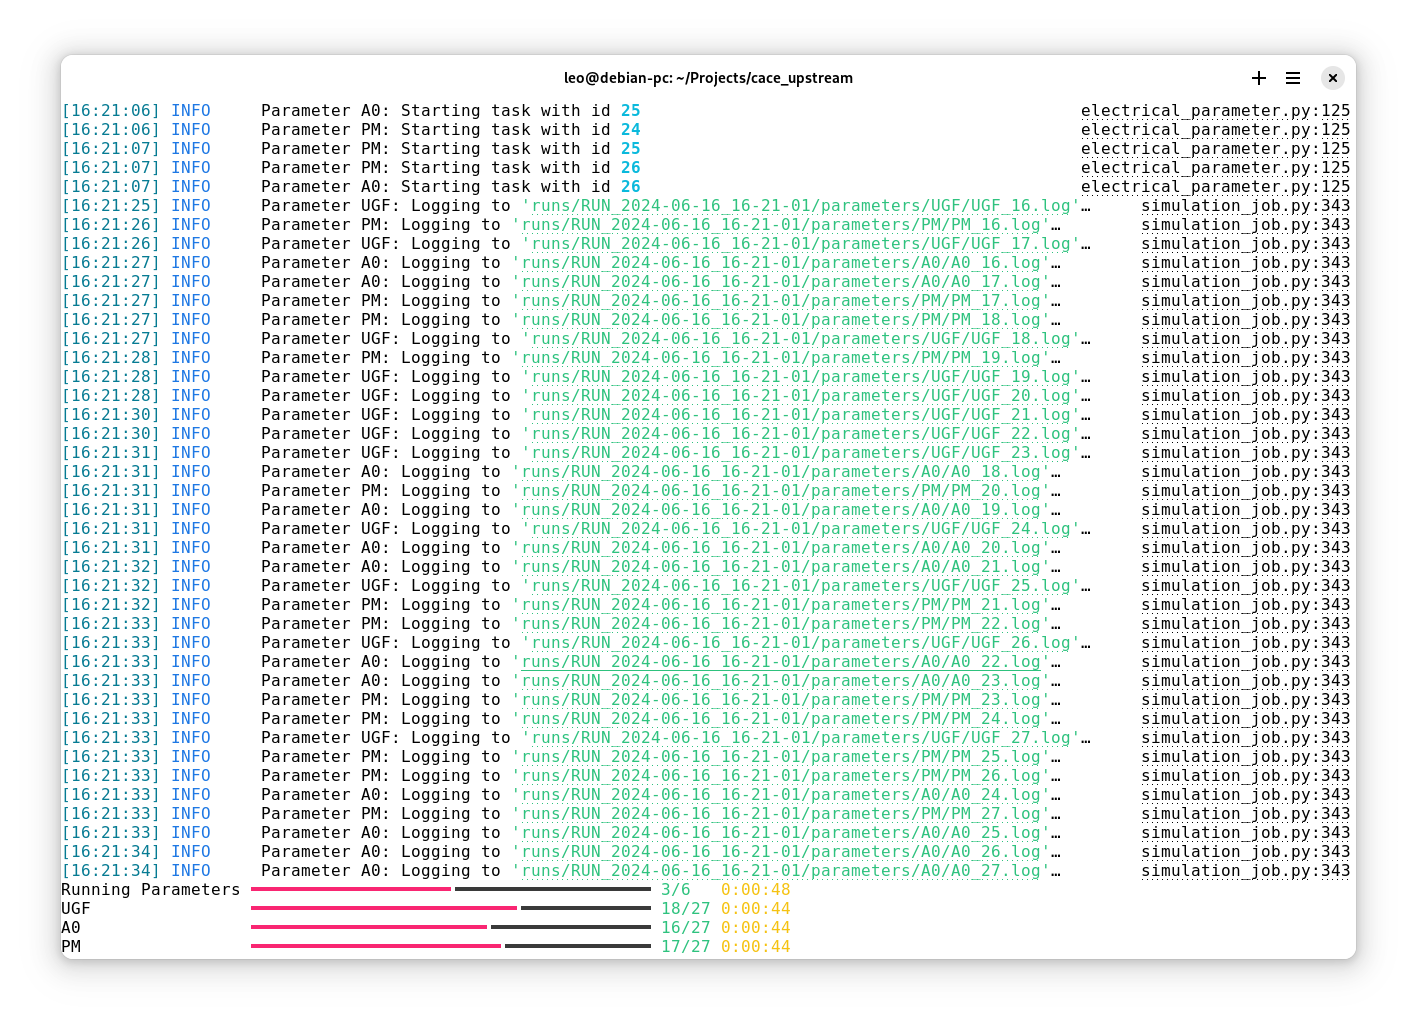 leo@debian-pc: ~/Projects/cace_upstream
[16:21:06] INFO     Parameter A0: Starting task with id 25     electrical_parameter.py:125
[16:21:06] INFO     Parameter PM: Starting task with id 24     electrical_parameter.py:125
[16:21:07] INFO     Parameter PM: Starting task with id 25     electrical_parameter.py:125
[16:21:07] INFO     Parameter PM: Starting task with id 26     electrical_parameter.py:125
[16:21:07] INFO     Parameter A0: Starting task with id 26     electrical_parameter.py:125
[16:21:25] INFO     Parameter UGF: Logging to 'runs/RUN_2024-06-16_16-21-01/parameters/UGF/UGF_16.log'…     simulation_job.py:343
[16:21:26] INFO     Parameter PM: Logging to 'runs/RUN_2024-06-16_16-21-01/parameters/PM/PM_16.log'…     simulation_job.py:343
[16:21:26] INFO     Parameter UGF: Logging to 'runs/RUN_2024-06-16_16-21-01/parameters/UGF/UGF_17.log'…     simulation_job.py:343
[16:21:27] INFO     Parameter A0: Logging to 'runs/RUN_2024-06-16_16-21-01/parameters/A0/A0_16.log'…     simulation_job.py:343
[16:21:27] INFO     Parameter A0: Logging to 'runs/RUN_2024-06-16_16-21-01/parameters/A0/A0_17.log'…     simulation_job.py:343
[16:21:27] INFO     Parameter PM: Logging to 'runs/RUN_2024-06-16_16-21-01/parameters/PM/PM_17.log'…     simulation_job.py:343
[16:21:27] INFO     Parameter PM: Logging to 'runs/RUN_2024-06-16_16-21-01/parameters/PM/PM_18.log'…     simulation_job.py:343
[16:21:27] INFO     Parameter UGF: Logging to 'runs/RUN_2024-06-16_16-21-01/parameters/UGF/UGF_18.log'…     simulation_job.py:343
[16:21:28] INFO     Parameter PM: Logging to 'runs/RUN_2024-06-16_16-21-01/parameters/PM/PM_19.log'…     simulation_job.py:343
[16:21:28] INFO     Parameter UGF: Logging to 'runs/RUN_2024-06-16_16-21-01/parameters/UGF/UGF_19.log'…     simulation_job.py:343
[16:21:28] INFO     Parameter UGF: Logging to 'runs/RUN_2024-06-16_16-21-01/parameters/UGF/UGF_20.log'…     simulation_job.py:343
[16:21:30] INFO     Parameter UGF: Logging to 'runs/RUN_2024-06-16_16-21-01/parameters/UGF/UGF_21.log'…     simulation_job.py:343
[16:21:30] INFO     Parameter UGF: Logging to 'runs/RUN_2024-06-16_16-21-01/parameters/UGF/UGF_22.log'…     simulation_job.py:343
[16:21:31] INFO     Parameter UGF: Logging to 'runs/RUN_2024-06-16_16-21-01/parameters/UGF/UGF_23.log'…     simulation_job.py:343
[16:21:31] INFO     Parameter A0: Logging to 'runs/RUN_2024-06-16_16-21-01/parameters/A0/A0_18.log'…     simulation_job.py:343
[16:21:31] INFO     Parameter PM: Logging to 'runs/RUN_2024-06-16_16-21-01/parameters/PM/PM_20.log'…     simulation_job.py:343
[16:21:31] INFO     Parameter A0: Logging to 'runs/RUN_2024-06-16_16-21-01/parameters/A0/A0_19.log'…     simulation_job.py:343
[16:21:31] INFO     Parameter UGF: Logging to 'runs/RUN_2024-06-16_16-21-01/parameters/UGF/UGF_24.log'…     simulation_job.py:343
[16:21:31] INFO     Parameter A0: Logging to 'runs/RUN_2024-06-16_16-21-01/parameters/A0/A0_20.log'…     simulation_job.py:343
[16:21:32] INFO     Parameter A0: Logging to 'runs/RUN_2024-06-16_16-21-01/parameters/A0/A0_21.log'…     simulation_job.py:343
[16:21:32] INFO     Parameter UGF: Logging to 'runs/RUN_2024-06-16_16-21-01/parameters/UGF/UGF_25.log'…     simulation_job.py:343
[16:21:32] INFO     Parameter PM: Logging to 'runs/RUN_2024-06-16_16-21-01/parameters/PM/PM_21.log'…     simulation_job.py:343
[16:21:33] INFO     Parameter PM: Logging to 'runs/RUN_2024-06-16_16-21-01/parameters/PM/PM_22.log'…     simulation_job.py:343
[16:21:33] INFO     Parameter UGF: Logging to 'runs/RUN_2024-06-16_16-21-01/parameters/UGF/UGF_26.log'…     simulation_job.py:343
[16:21:33] INFO     Parameter A0: Logging to 'runs/RUN_2024-06-16_16-21-01/parameters/A0/A0_22.log'…     simulation_job.py:343
[16:21:33] INFO     Parameter A0: Logging to 'runs/RUN_2024-06-16_16-21-01/parameters/A0/A0_23.log'…     simulation_job.py:343
[16:21:33] INFO     Parameter PM: Logging to 'runs/RUN_2024-06-16_16-21-01/parameters/PM/PM_23.log'…     simulation_job.py:343
[16:21:33] INFO     Parameter PM: Logging to 'runs/RUN_2024-06-16_16-21-01/parameters/PM/PM_24.log'…     simulation_job.py:343
[16:21:33] INFO     Parameter UGF: Logging to 'runs/RUN_2024-06-16_16-21-01/parameters/UGF/UGF_27.log'…     simulation_job.py:343
[16:21:33] INFO     Parameter PM: Logging to 'runs/RUN_2024-06-16_16-21-01/parameters/PM/PM_25.log'…     simulation_job.py:343
[16:21:33] INFO     Parameter PM: Logging to 'runs/RUN_2024-06-16_16-21-01/parameters/PM/PM_26.log'…     simulation_job.py:343
[16:21:33] INFO     Parameter A0: Logging to 'runs/RUN_2024-06-16_16-21-01/parameters/A0/A0_24.log'…     simulation_job.py:343
[16:21:33] INFO     Parameter PM: Logging to 'runs/RUN_2024-06-16_16-21-01/parameters/PM/PM_27.log'…     simulation_job.py:343
[16:21:33] INFO     Parameter A0: Logging to 'runs/RUN_2024-06-16_16-21-01/parameters/A0/A0_25.log'…     simulation_job.py:343
[16:21:34] INFO     Parameter A0: Logging to 'runs/RUN_2024-06-16_16-21-01/parameters/A0/A0_26.log'…     simulation_job.py:343
[16:21:34] INFO     Parameter A0: Logging to 'runs/RUN_2024-06-16_16-21-01/parameters/A0/A0_27.log'…     simulation_job.py:343
Running Parameters 3/6   0:00:48
UGF 18/27 0:00:44
A0 16/27 0:00:44
PM 17/27 0:00:44